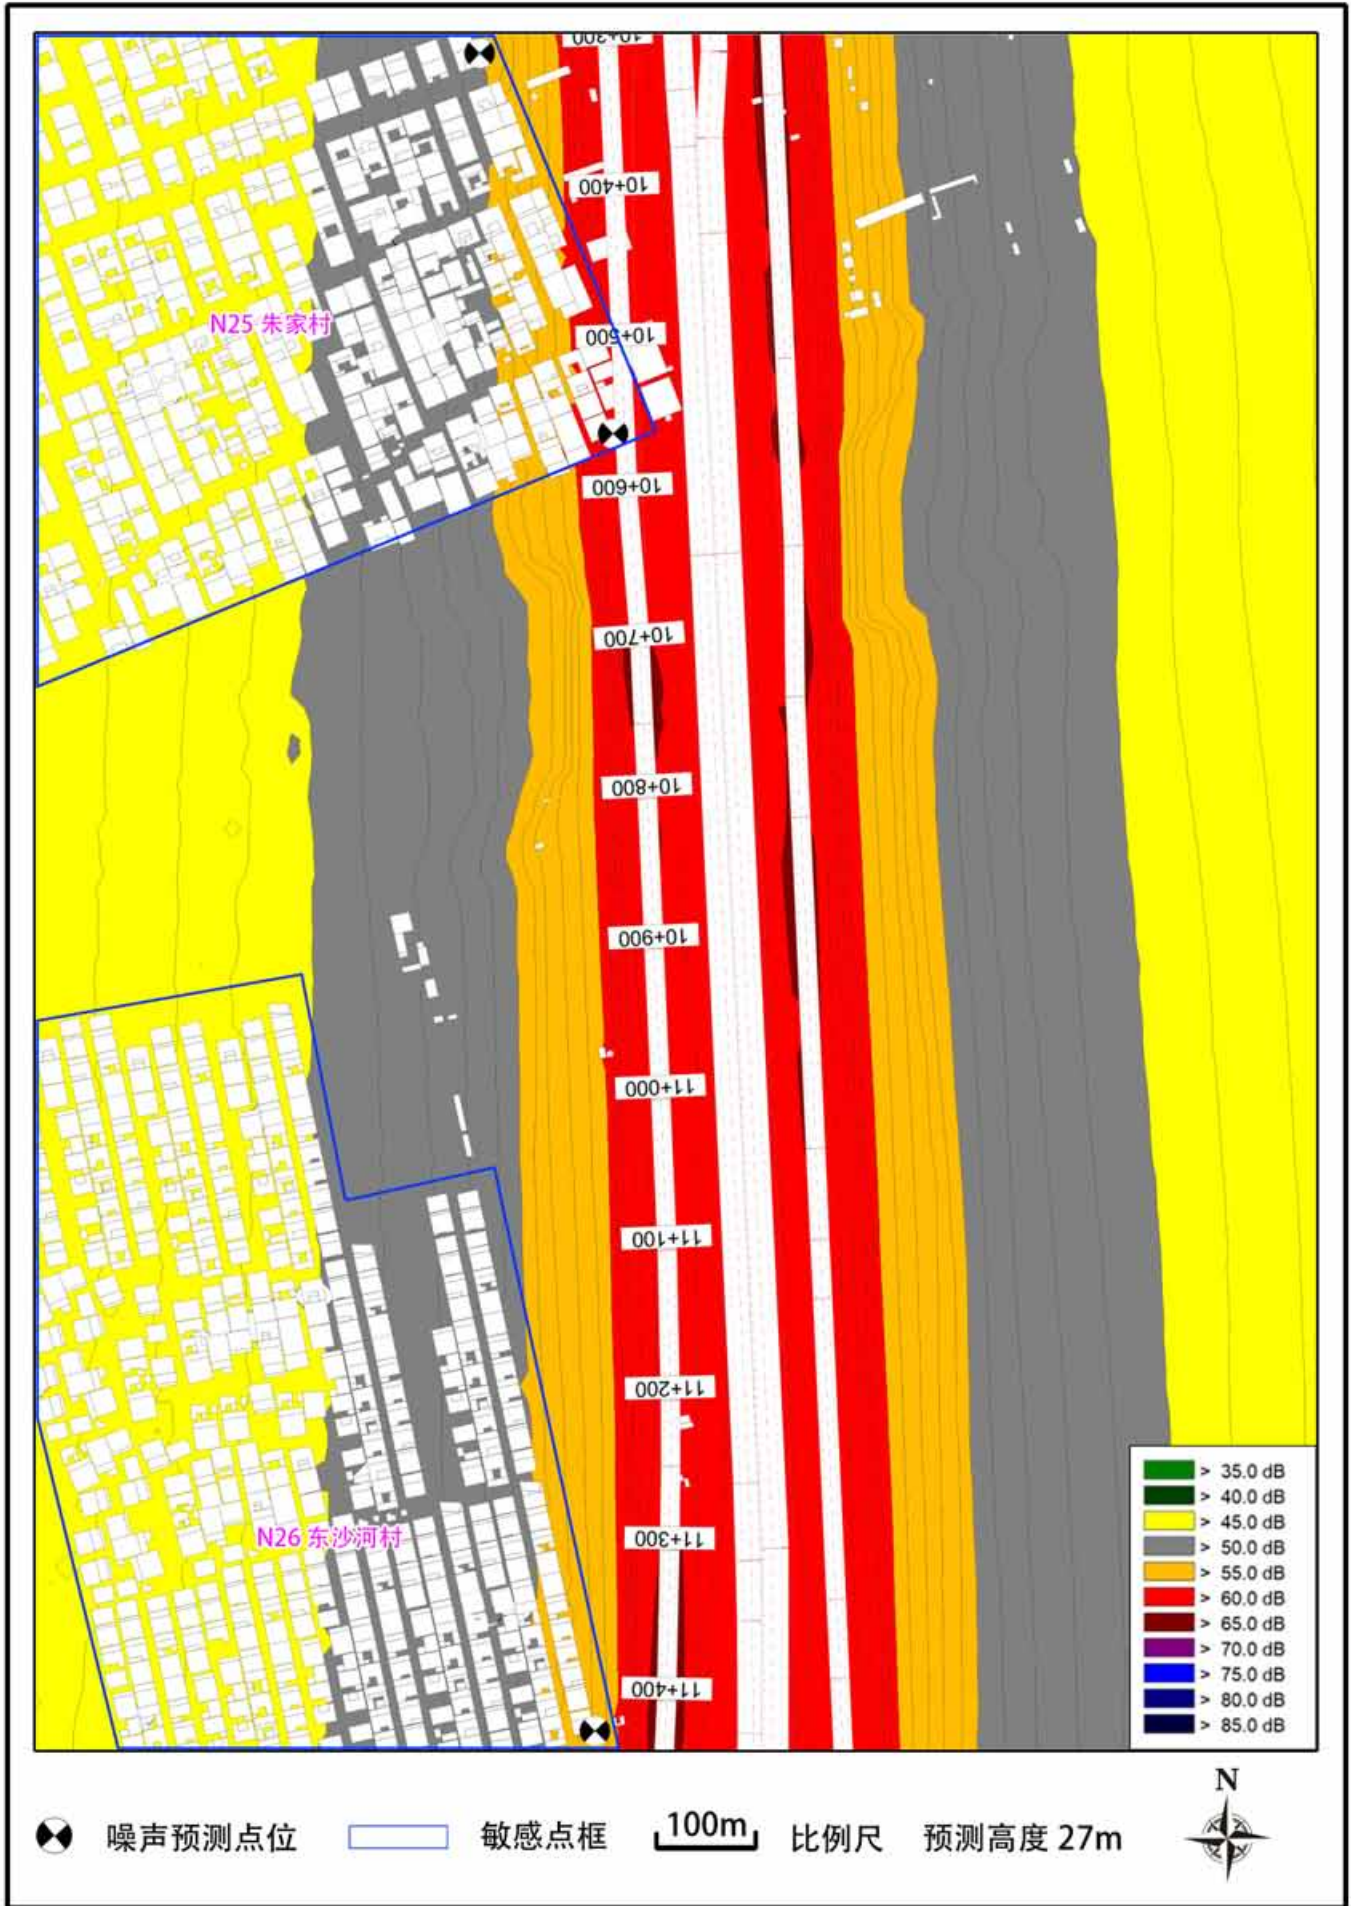 10+300
10+400
N25 朱家村
10+500
10+600
10+700
10+800
10+900
11+000
11+100
11+200
11+300
N26 东沙河村
11+400
> 35.0 dB
> 40.0 dB
> 45.0 dB
> 50.0 dB
> 55.0 dB
> 60.0 dB
> 65.0 dB
> 70.0 dB
> 75.0 dB
> 80.0 dB
> 85.0 dB
N
噪声预测点位 敏感点框 100m 比例尺 预测高度 27m